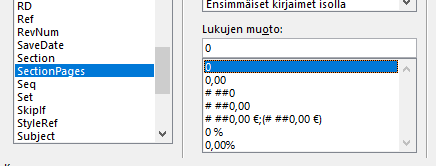 RD
Ref
RevNum
SaveDate
Section
SectionPages
Seq
Set
SkipIf
StyleRef
Subject
Ensimmäiset kirjaimet isolla
Lukujen muoto:
0
0
0,00
# ##0
# ##0,00
# ##0,00 €;(# ##0,00 €)
0 %
0,00%